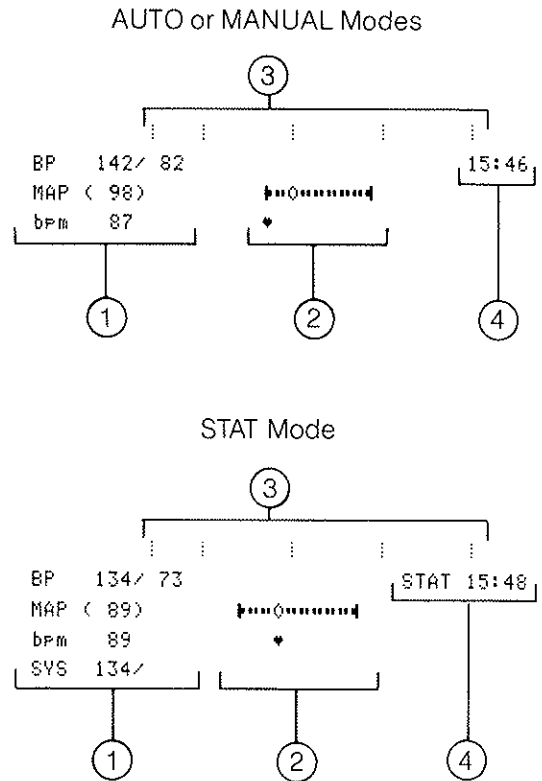 AUTO or MANUAL Modes
3
BP 142/ 82 15:46
MAP ( 98)
bpm 87
1 2 4
STAT Mode
3
BP 134/ 73 STAT 15:48
MAP ( 89)
bpm 89
SYS 134/
1 2 4